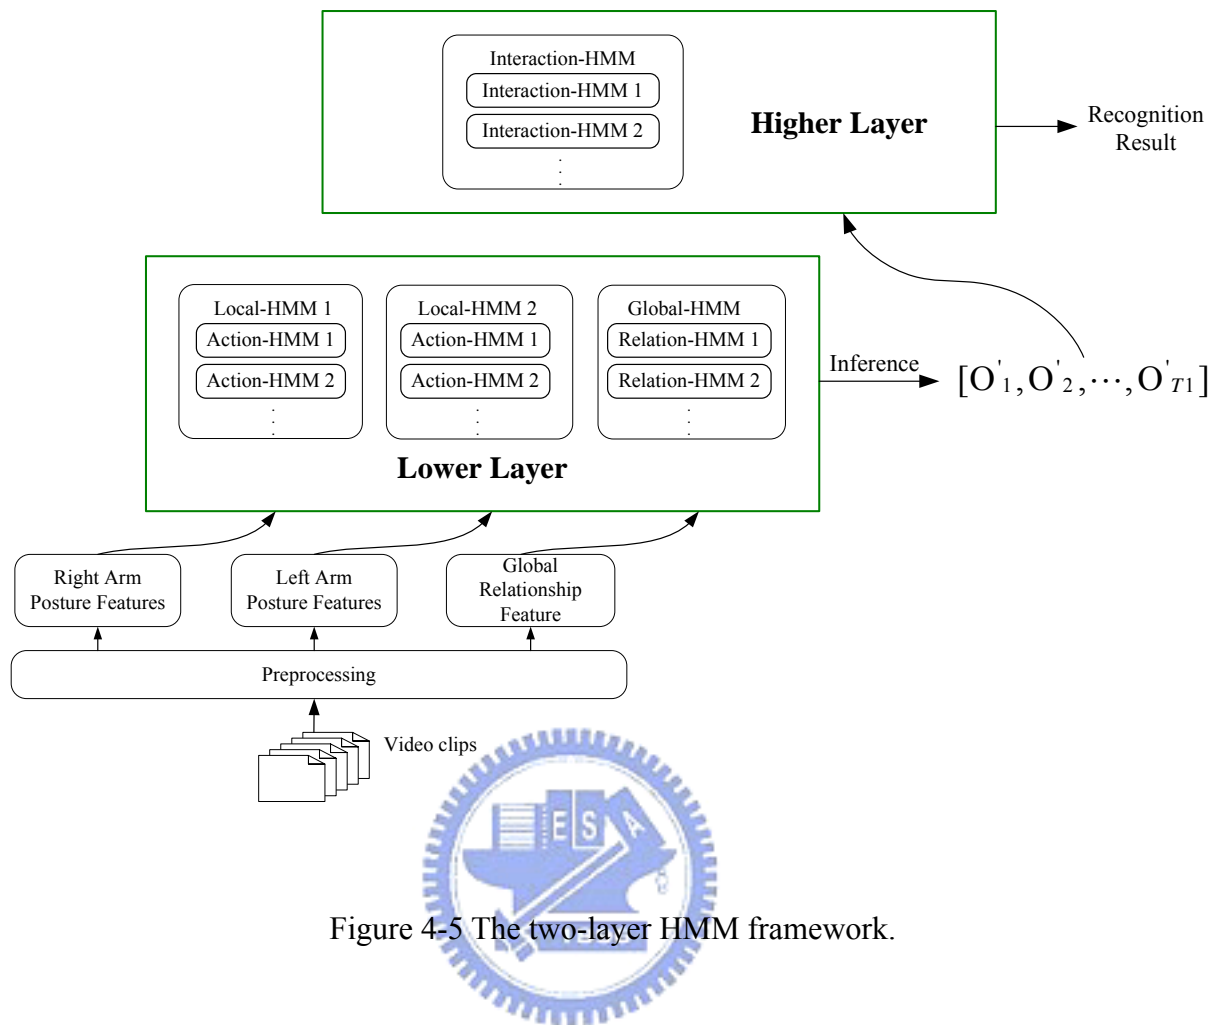 Interaction-HMM
Interaction-HMM 1
Interaction-HMM 2
.
.
.
Higher Layer
Recognition
Result
Local-HMM 1
Action-HMM 1
Action-HMM 2
.
.
.
Local-HMM 2
Action-HMM 1
Action-HMM 2
.
.
.
Global-HMM
Relation-HMM 1
Relation-HMM 2
.
.
.
Lower Layer
Inference
[O'1,O'2,⋯,O'T1]
Right Arm
Posture Features
Left Arm
Posture Features
Global
Relationship
Feature
Preprocessing
Video clips
E S A
Figure 4-5 The two-layer HMM framework.